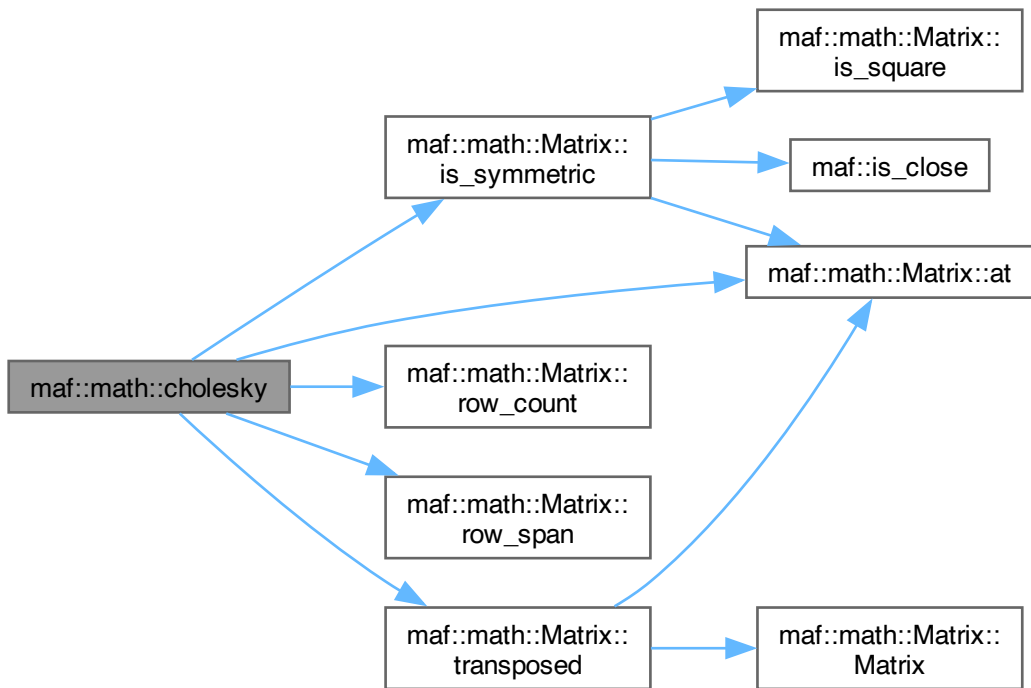 maf::math::Matrix::
is_square
maf::math::Matrix::
is_symmetric
maf::is_close
maf::math::Matrix::at
maf::math::cholesky
maf::math::Matrix::
row_count
maf::math::Matrix::
row_span
maf::math::Matrix::
transposed
maf::math::Matrix::
Matrix